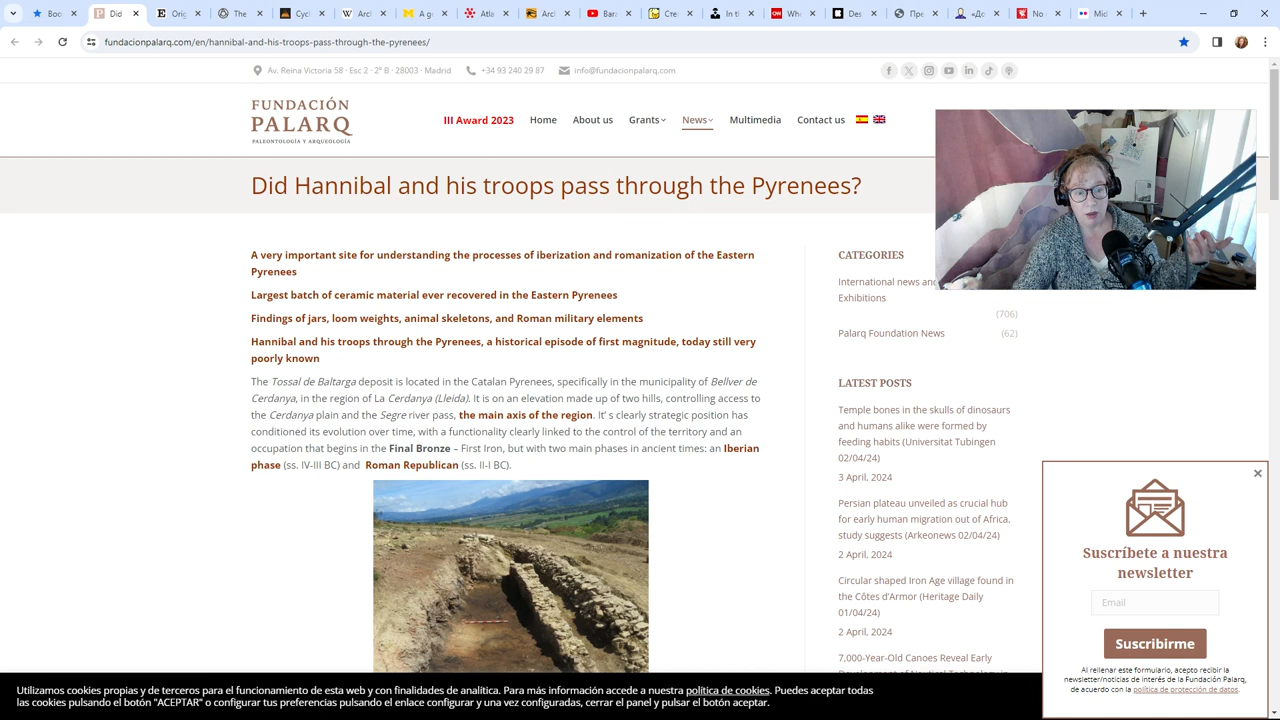 Boo
Did
Orig
The
Cycl
Wh
A g
Atla
Arc
Bara
Cre
In t
Wh
Des
Пре
«До
No
Mid
fundacionpalarq.com/en/hannibal-and-his-troops-pass-through-the-pyrenees/
Av. Reina Victoria 58 · Esc 2 · 2º B · 28003 · Madrid
+34 93 240 29 87
info@fundacionpalarq.com
FUNDACIÓN
PALARQ
PALEONTOLOGÍA Y ARQUEOLOGÍA
III Award 2023
Home
About us
Grants
News
Multimedia
Contact us
Did Hannibal and his troops pass through the Pyrenees?
A very important site for understanding the processes of iberization and romanization of the Eastern
Pyrenees
Largest batch of ceramic material ever recovered in the Eastern Pyrenees
Findings of jars, loom weights, animal skeletons, and Roman military elements
Hannibal and his troops through the Pyrenees, a historical episode of first magnitude, today still very
poorly known
The Tossal de Baltarga deposit is located in the Catalan Pyrenees, specifically in the municipality of Bellver de
Cerdanya, in the region of La Cerdanya (Lleida). It is on an elevation made up of two hills, controlling access to
the Cerdanya plain and the Segre river pass, the main axis of the region. It' s clearly strategic position has
conditioned its evolution over time, with a functionality clearly linked to the control of the territory and an
occupation that begins in the Final Bronze – First Iron, but with two main phases in ancient times: an Iberian
phase (ss. IV-III BC) and Roman Republican (ss. II-I BC).
CATEGORIES
International news and
Exhibitions
(706)
Palarq Foundation News
(62)
LATEST POSTS
Temple bones in the skulls of dinosaurs
and humans alike were formed by
feeding habits (Universitat Tubingen
02/04/24)
3 April, 2024
Persian plateau unveiled as crucial hub
for early human migration out of Africa,
study suggests (Arkeonews 02/04/24)
2 April, 2024
Circular shaped Iron Age village found in
the Côtes d'Armor (Heritage Daily
01/04/24)
2 April, 2024
7,000-Year-Old Canoes Reveal Early
Suscríbete a nuestra
newsletter
Email
Suscribirme
Al rellenar este formulario, acepto recibir la
newsletter/noticias de interés de la Fundación Palarq,
de acuerdo con la política de protección de datos.
Utilizamos cookies propias y de terceros para el funcionamiento de esta web y con finalidades de analítica. Para más información accede a nuestra política de cookies. Puedes aceptar todas
las cookies pulsando el botón "ACEPTAR" o configurar tus preferencias pulsando el enlace configurar y una vez configuradas, cerrar el panel y pulsar el botón aceptar.